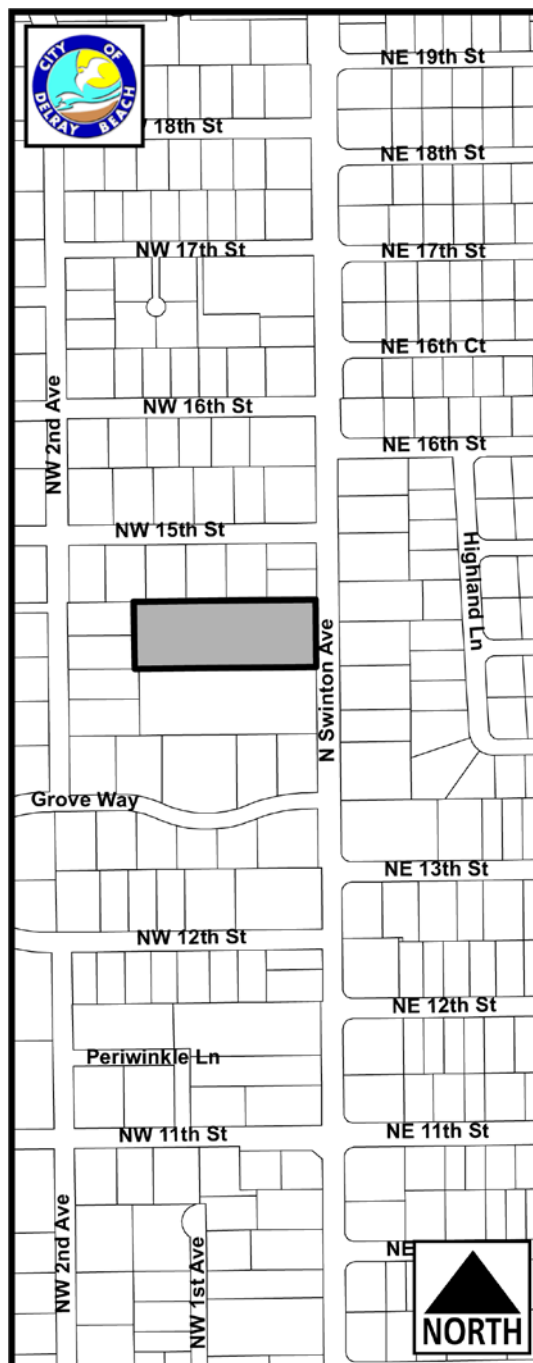 CITY OF
DELRAY BEACH
NE 19th St
18th St
NE 18th St
NW 17th St
NE 17th St
NE 16th Ct
NW 2nd Ave
NW 16th St
NE 16th St
NW 15th St
Highland Ln
N Swinton Ave
Grove Way
NE 13th St
NW 12th St
NE 12th St
Periwinkle Ln
NW 11th St
NE 11th St
NW 2nd Ave
NW 1st Ave
NE
NORTH